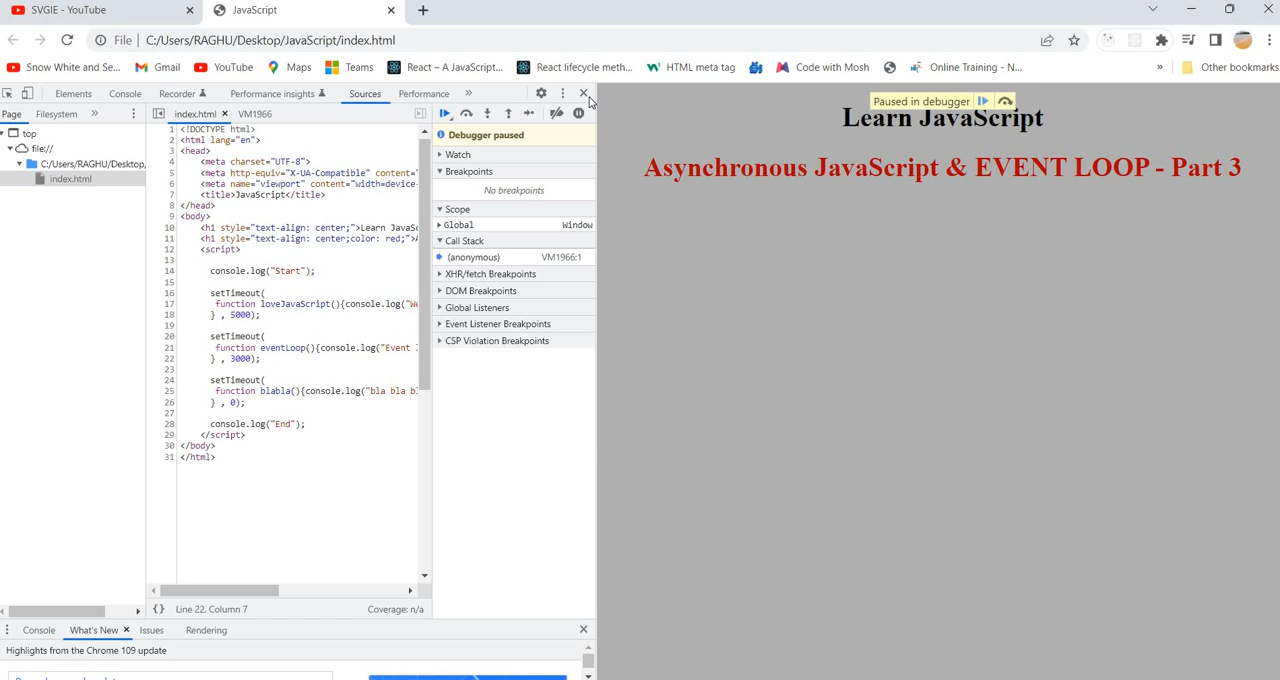 SVGIE - YouTube
JavaScript
File C:/Users/RAGHU/Desktop/JavaScript/index.html
Snow White and Se... Gmail YouTube Maps Teams React – A JavaScript... React lifecycle meth... HTML meta tag Code with Mosh Online Training - N... » Other bookmarks
Elements Console Recorder Performance insights Sources Performance »
Page Filesystem »
index.html VM1966
top
file://
C:/Users/RAGHU/Desktop,
index.html
1 <!DOCTYPE html>
2 <html lang="en">
3 <head>
4 <meta charset="UTF-8">
5 <meta http-equiv="X-UA-Compatible" content="
6 <meta name="viewport" content="width=device-
7 <title>JavaScript</title>
8 </head>
9 <body>
10 <h1 style="text-align: center;">Learn JavaSc
11 <h1 style="text-align: center;color: red;">A
12 <script>
13
14 console.log("Start");
15
16 setTimeout(
17 function loveJavaScript(){console.log("We
18 } , 5000);
19
20 setTimeout(
21 function eventLoop(){console.log("Event l
22 } , 3000);
23
24 setTimeout(
25 function blabla(){console.log("bla bla bl
26 } , 0);
27
28 console.log("End");
29 </script>
30 </body>
31 </html>
{} Line 22, Column 7 Coverage: n/a
Debugger paused
Watch
Breakpoints
No breakpoints
Scope
Global Window
Call Stack
(anonymous) VM1966:1
XHR/fetch Breakpoints
DOM Breakpoints
Global Listeners
Event Listener Breakpoints
CSP Violation Breakpoints
Console What's New Issues Rendering
Highlights from the Chrome 109 update
Paused in debugger
Learn JavaScript
Asynchronous JavaScript & EVENT LOOP - Part 3